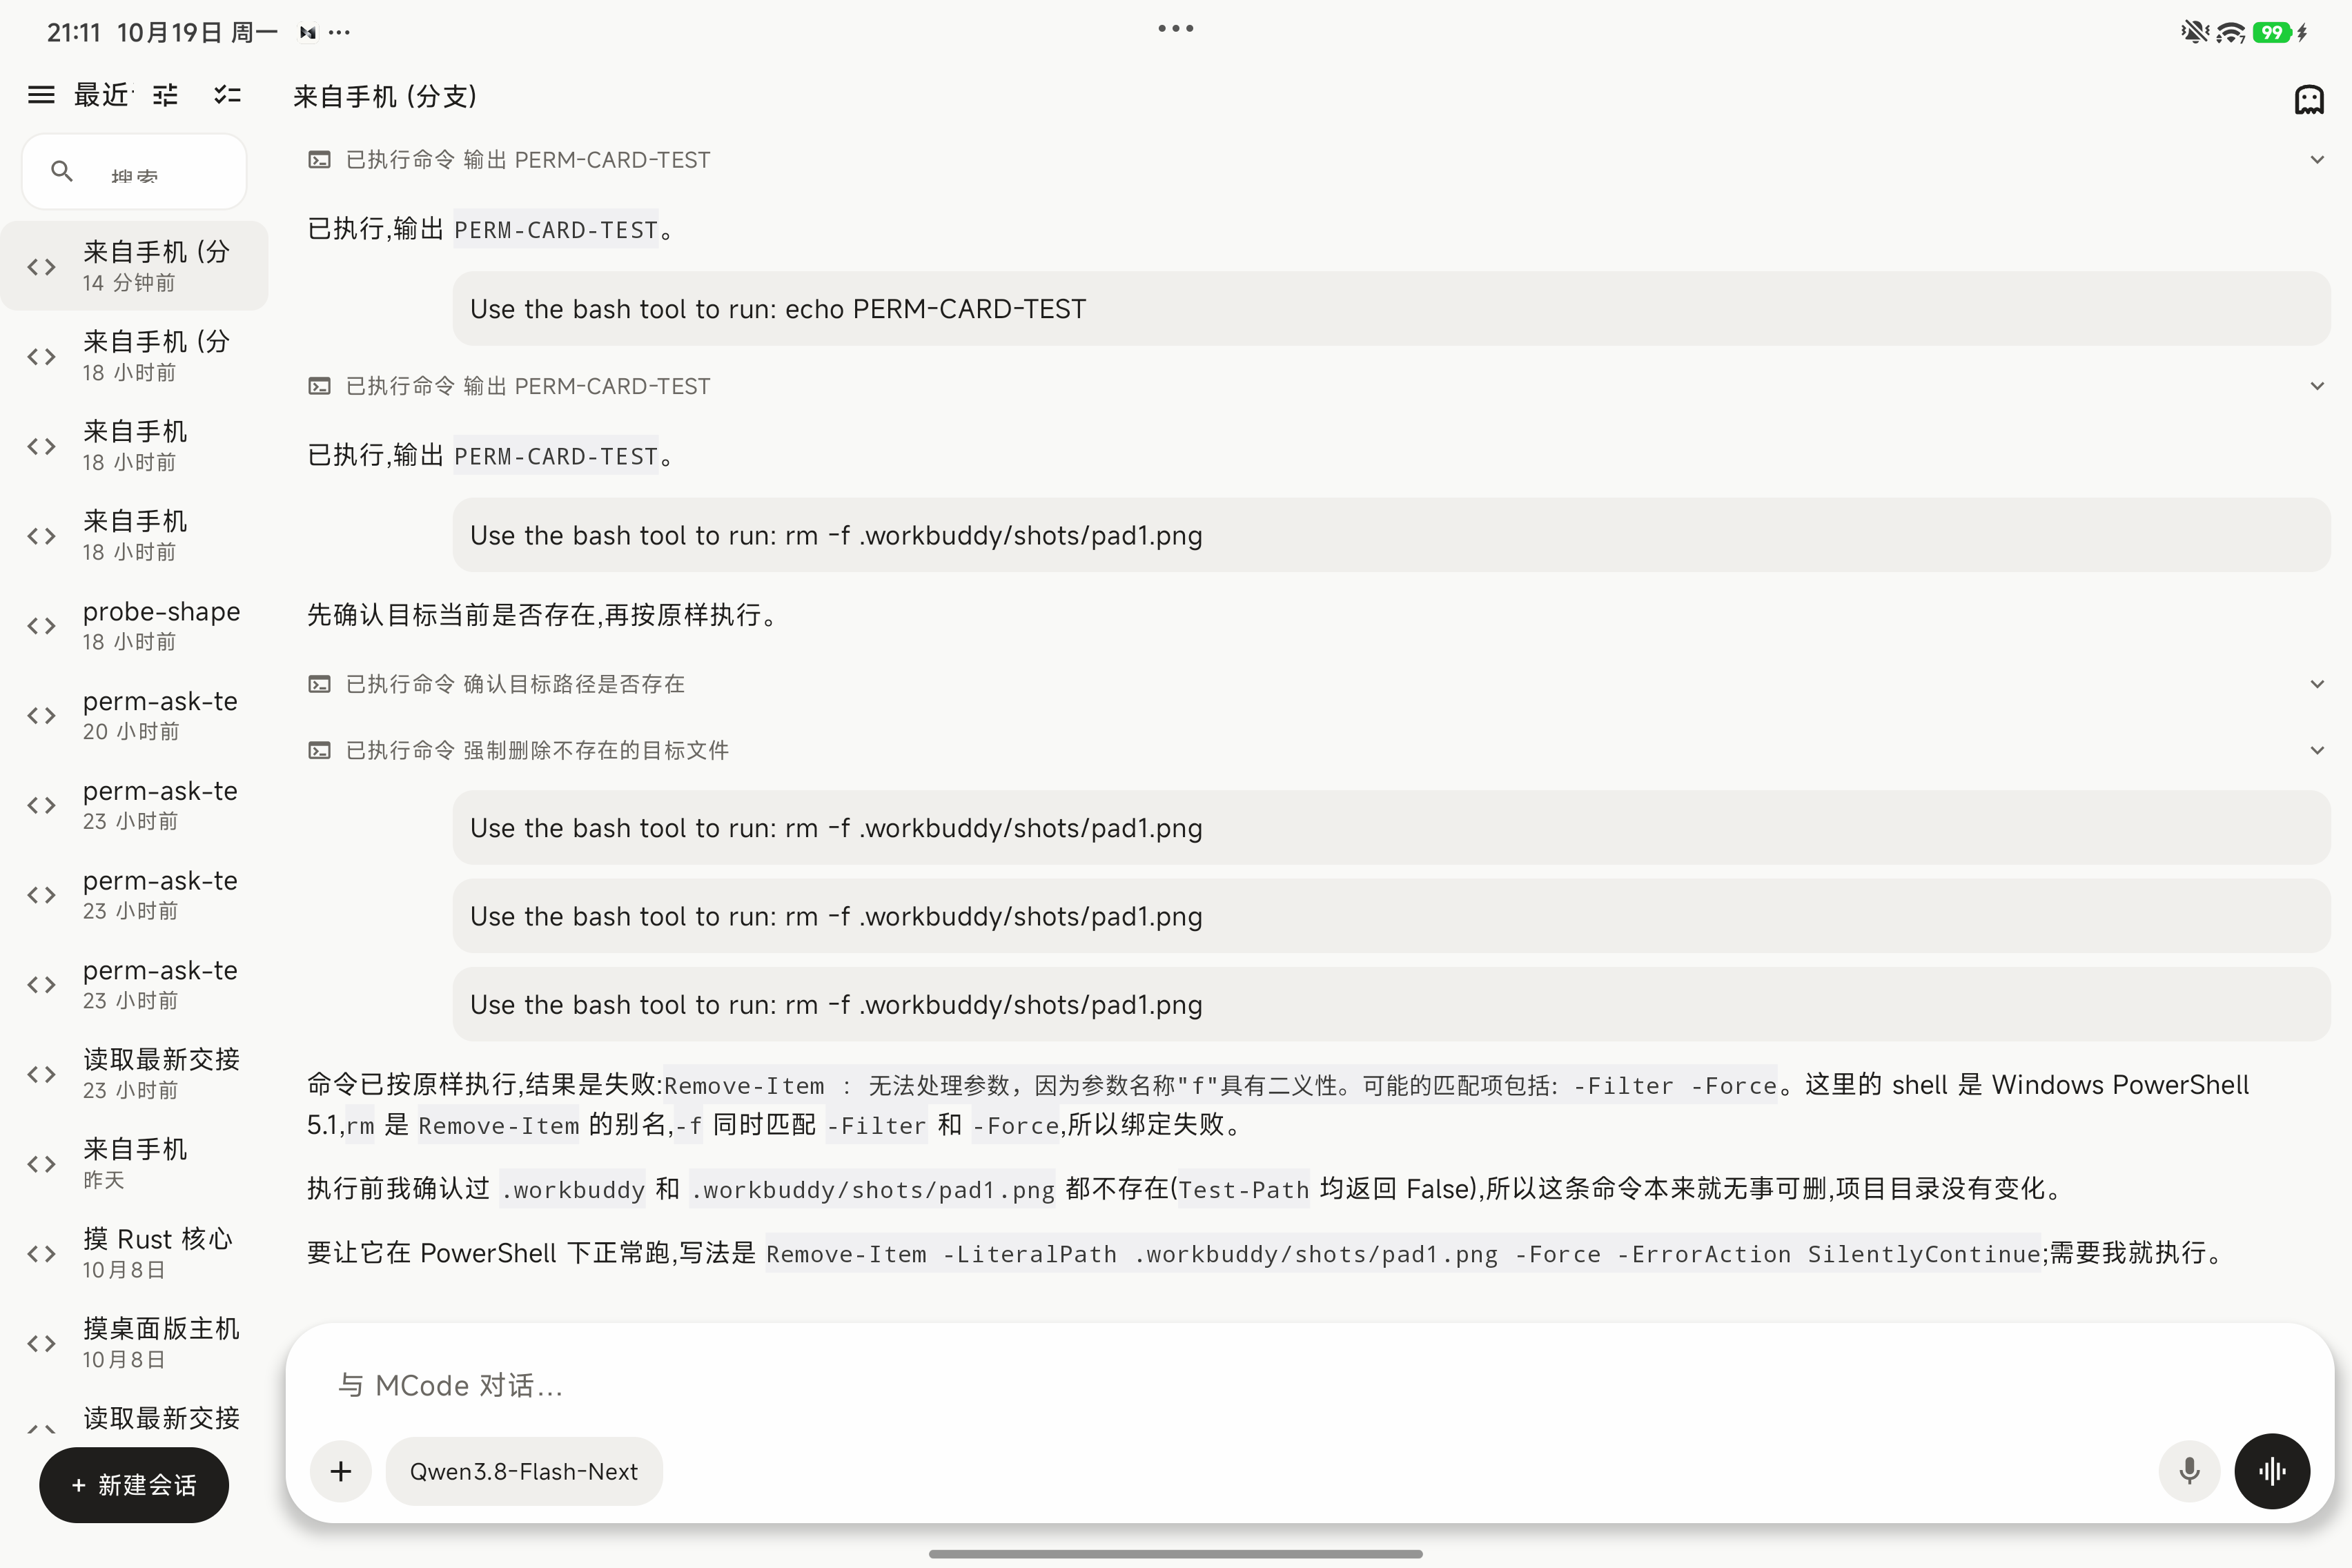 21:11 10月19日 周一
99
最近
搜索
来自手机 (分
14 分钟前
来自手机 (分
18 小时前
来自手机
18 小时前
来自手机
18 小时前
probe-shape
18 小时前
perm-ask-te
20 小时前
perm-ask-te
23 小时前
perm-ask-te
23 小时前
perm-ask-te
23 小时前
读取最新交接
23 小时前
来自手机
昨天
摸 Rust 核心
10月8日
摸桌面版主机
10月8日
读取最新交接
+ 新建会话
来自手机 (分支)
已执行命令 输出 PERM-CARD-TEST
已执行,输出 PERM-CARD-TEST。
Use the bash tool to run: echo PERM-CARD-TEST
已执行命令 输出 PERM-CARD-TEST
已执行,输出 PERM-CARD-TEST。
Use the bash tool to run: rm -f .workbuddy/shots/pad1.png
先确认目标当前是否存在,再按原样执行。
已执行命令 确认目标路径是否存在
已执行命令 强制删除不存在的目标文件
Use the bash tool to run: rm -f .workbuddy/shots/pad1.png
Use the bash tool to run: rm -f .workbuddy/shots/pad1.png
Use the bash tool to run: rm -f .workbuddy/shots/pad1.png
命令已按原样执行,结果是失败:Remove-Item : 无法处理参数，因为参数名称"f"具有二义性。可能的匹配项包括: -Filter -Force。这里的 shell 是 Windows PowerShell
5.1,rm 是 Remove-Item 的别名,-f 同时匹配 -Filter 和 -Force,所以绑定失败。
执行前我确认过 .workbuddy 和 .workbuddy/shots/pad1.png 都不存在(Test-Path 均返回 False),所以这条命令本来就无事可删,项目目录没有变化。
要让它在 PowerShell 下正常跑,写法是 Remove-Item -LiteralPath .workbuddy/shots/pad1.png -Force -ErrorAction SilentlyContinue;需要我就执行。
与 MCode 对话...
Qwen3.8-Flash-Next